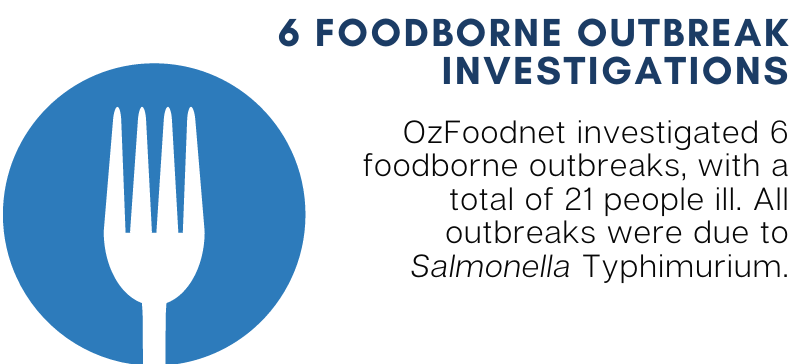 6 FOODBORNE OUTBREAK
INVESTIGATIONS
OzFoodnet investigated 6
foodborne outbreaks, with a
total of 21 people ill. All
outbreaks were due to
Salmonella Typhimurium.